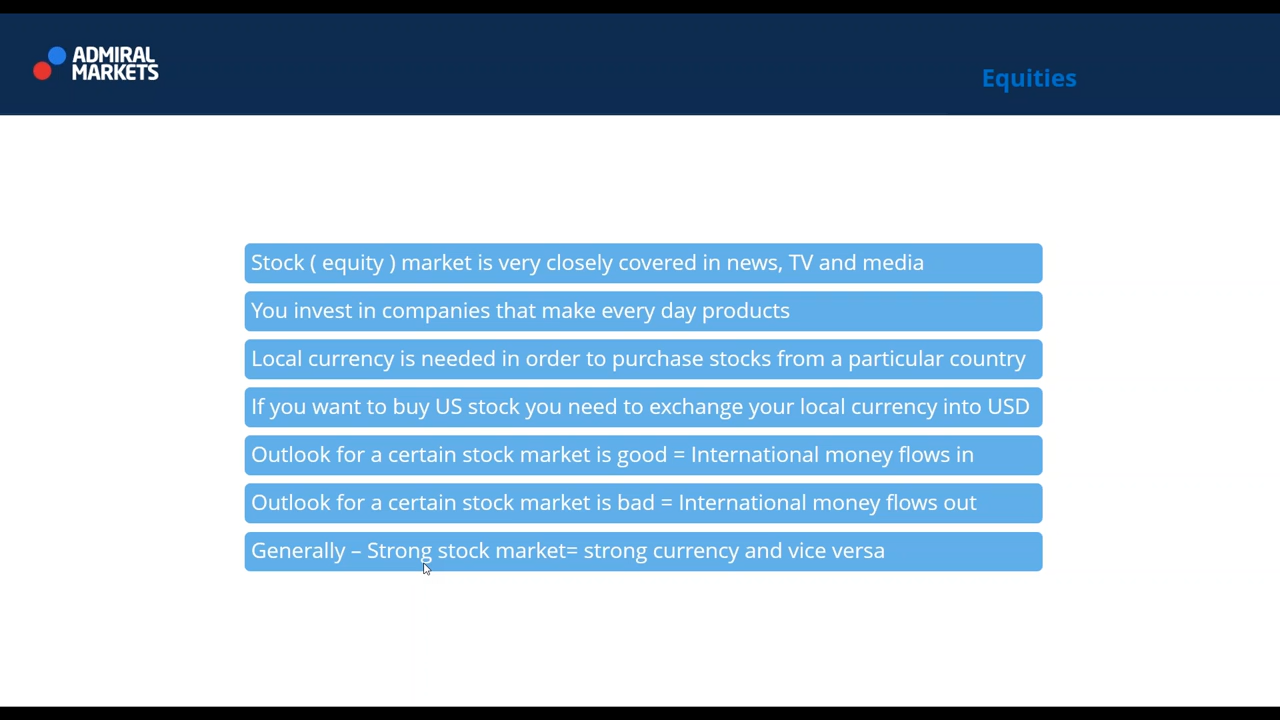 ADMIRAL
MARKETS
Equities
Stock ( equity ) market is very closely covered in news, TV and media
You invest in companies that make every day products
Local currency is needed in order to purchase stocks from a particular country
If you want to buy US stock you need to exchange your local currency into USD
Outlook for a certain stock market is good = International money flows in
Outlook for a certain stock market is bad = International money flows out
Generally – Strong stock market= strong currency and vice versa